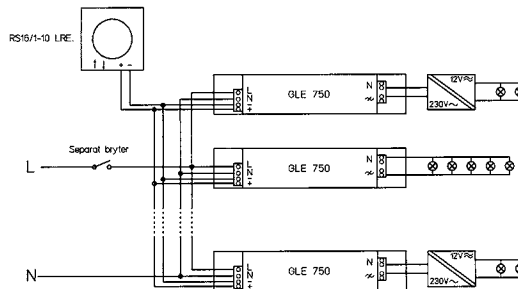 RS16/1-10 LRE.
↑ ↓ + -
L
N
-
+
GLE 750
N
12V
230V~
Separat bryter
L
L
N
-
+
GLE 750
N
N
L
N
-
+
GLE 750
N
12V
230V~